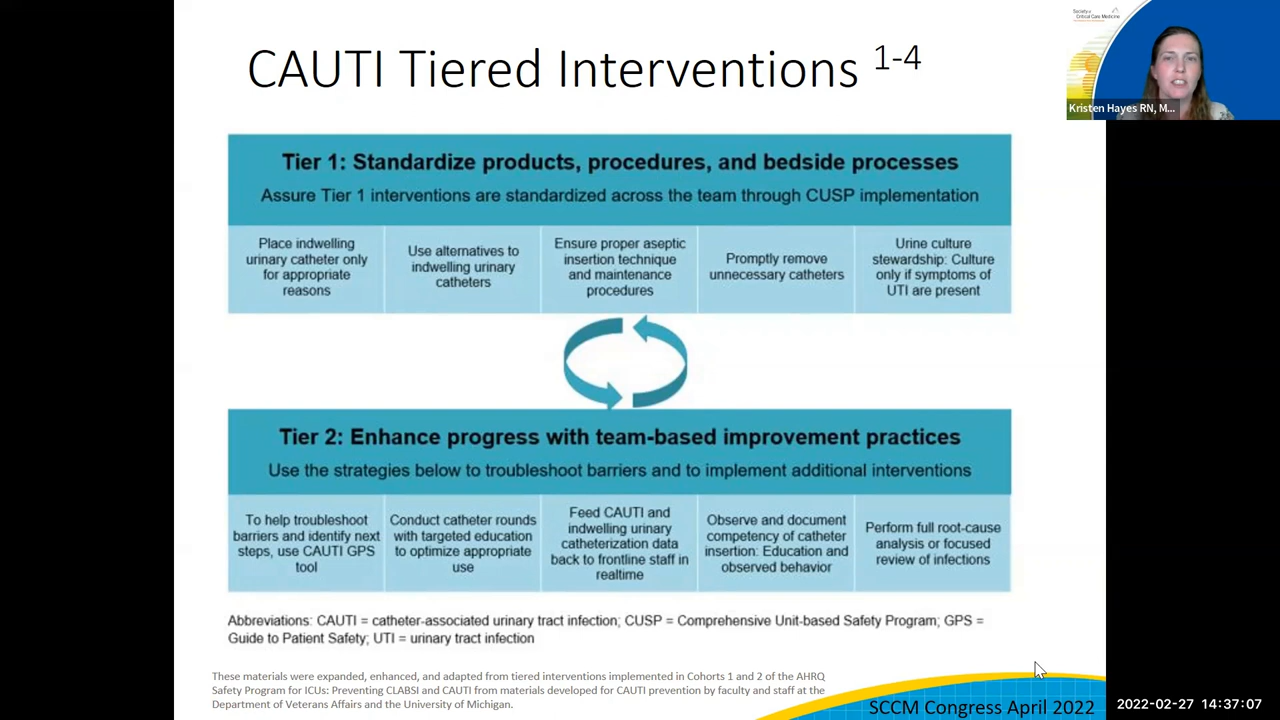 CAUTI Tiered Interventions 1-4
Society of
Critical Care Medicine
Kristen Hayes RN, M...
Tier 1: Standardize products, procedures, and bedside processes
Assure Tier 1 interventions are standardized across the team through CUSP implementation
Place indwelling
urinary catheter only
for appropriate
reasons
Use alternatives to
indwelling urinary
catheters
Ensure proper aseptic
insertion technique
and maintenance
procedures
Promptly remove
unnecessary catheters
Urine culture
stewardship: Culture
only if symptoms of
UTI are present
Tier 2: Enhance progress with team-based improvement practices
Use the strategies below to troubleshoot barriers and to implement additional interventions
To help troubleshoot
barriers and identify next
steps, use CAUTI GPS
tool
Conduct catheter rounds
with targeted education
to optimize appropriate
use
Feed CAUTI and
indwelling urinary
catheterization data
back to frontline staff in
realtime
Observe and document
competency of catheter
insertion: Education and
observed behavior
Perform full root-cause
analysis or focused
review of infections
Abbreviations: CAUTI = catheter-associated urinary tract infection; CUSP = Comprehensive Unit-based Safety Program; GPS =
Guide to Patient Safety; UTI = urinary tract infection
These materials were expanded, enhanced, and adapted from tiered interventions implemented in Cohorts 1 and 2 of the AHRQ
Safety Program for ICUs: Preventing CLABSI and CAUTI from materials developed for CAUTI prevention by faculty and staff at the
Department of Veterans Affairs and the University of Michigan.
SCCM Congress April 2022
2022-02-27 14:37:07